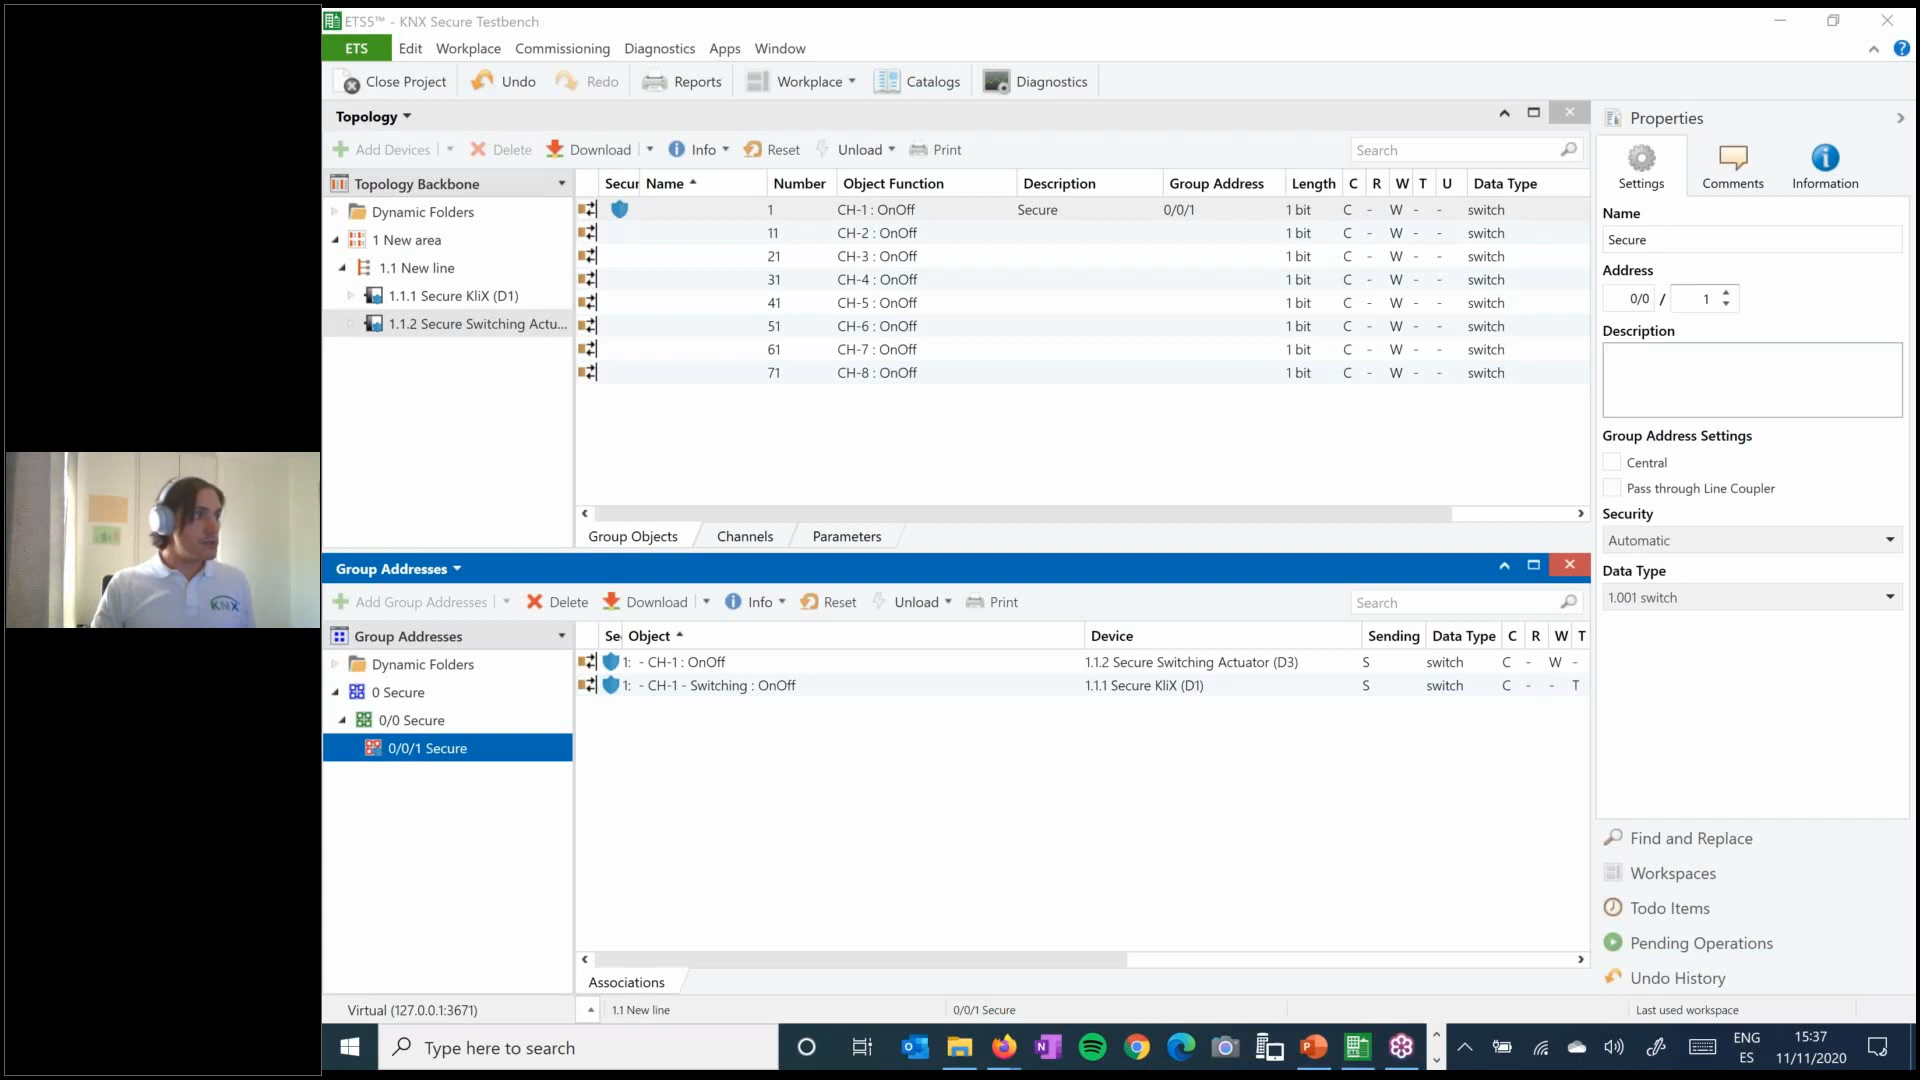 ETS5™ - KNX Secure Testbench
ETS Edit Workplace Commissioning Diagnostics Apps Window
Close Project Undo Redo Reports Workplace Catalogs Diagnostics
Topology
Add Devices Delete Download Info Reset Unload Print Search
Topology Backbone
Dynamic Folders
1 New area
1.1 New line
1.1.1 Secure KliX (D1)
1.1.2 Secure Switching Actu...
Secur Name Number Object Function Description Group Address Length C R W T U Data Type
1 CH-1 : OnOff Secure 0/0/1 1 bit C - W - - switch
11 CH-2 : OnOff 1 bit C - W - - switch
21 CH-3 : OnOff 1 bit C - W - - switch
31 CH-4 : OnOff 1 bit C - W - - switch
41 CH-5 : OnOff 1 bit C - W - - switch
51 CH-6 : OnOff 1 bit C - W - - switch
61 CH-7 : OnOff 1 bit C - W - - switch
71 CH-8 : OnOff 1 bit C - W - - switch
Group Objects Channels Parameters
Group Addresses
Add Group Addresses Delete Download Info Reset Unload Print Search
Group Addresses
Dynamic Folders
0 Secure
0/0 Secure
0/0/1 Secure
Se Object Device Sending Data Type C R W T
1: - CH-1 : OnOff 1.1.2 Secure Switching Actuator (D3) S switch C - W -
1: - CH-1 - Switching : OnOff 1.1.1 Secure KliX (D1) S switch C - - T
Associations
Properties
Settings Comments Information
Name
Secure
Address
0/0 / 1
Description
Group Address Settings
Central
Pass through Line Coupler
Security
Automatic
Data Type
1.001 switch
Find and Replace
Workspaces
Todo Items
Pending Operations
Undo History
Virtual (127.0.0.1:3671) 1.1 New line 0/0/1 Secure Last used workspace
Type here to search
ENG
ES
15:37
11/11/2020
KNX